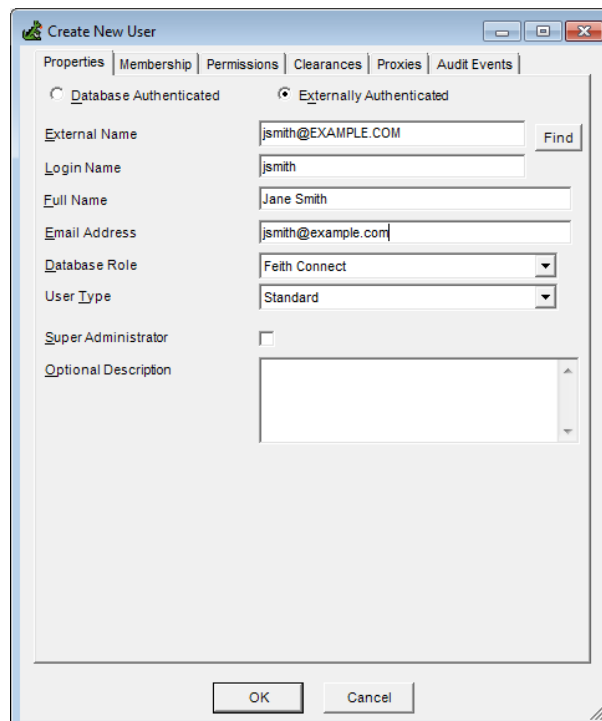 Create New User
Properties Membership Permissions Clearances Proxies Audit Events
Database Authenticated Externally Authenticated
External Name jsmith@EXAMPLE.COM Find
Login Name jsmith
Full Name Jane Smith
Email Address jsmith@example.com
Database Role Feith Connect
User Type Standard
Super Administrator
Optional Description
OK Cancel